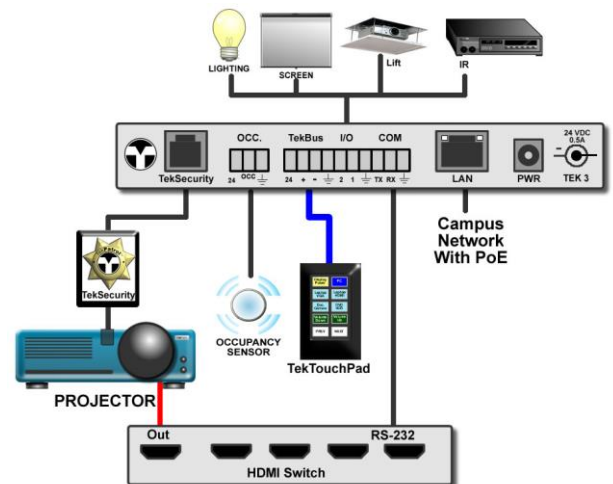 LIGHTING
SCREEN
Lift
IR
OCC.
TekBus
I/O
COM
24 VDC
0.5A
TekSecurity
24
OCC
24
+
-
2
1
TX
RX
LAN
PWR
TEK 3
Campus
Network
With PoE
TekSecurity
OCCUPANCY
SENSOR
TekTouchPad
PROJECTOR
Out
RS-232
HDMI Switch